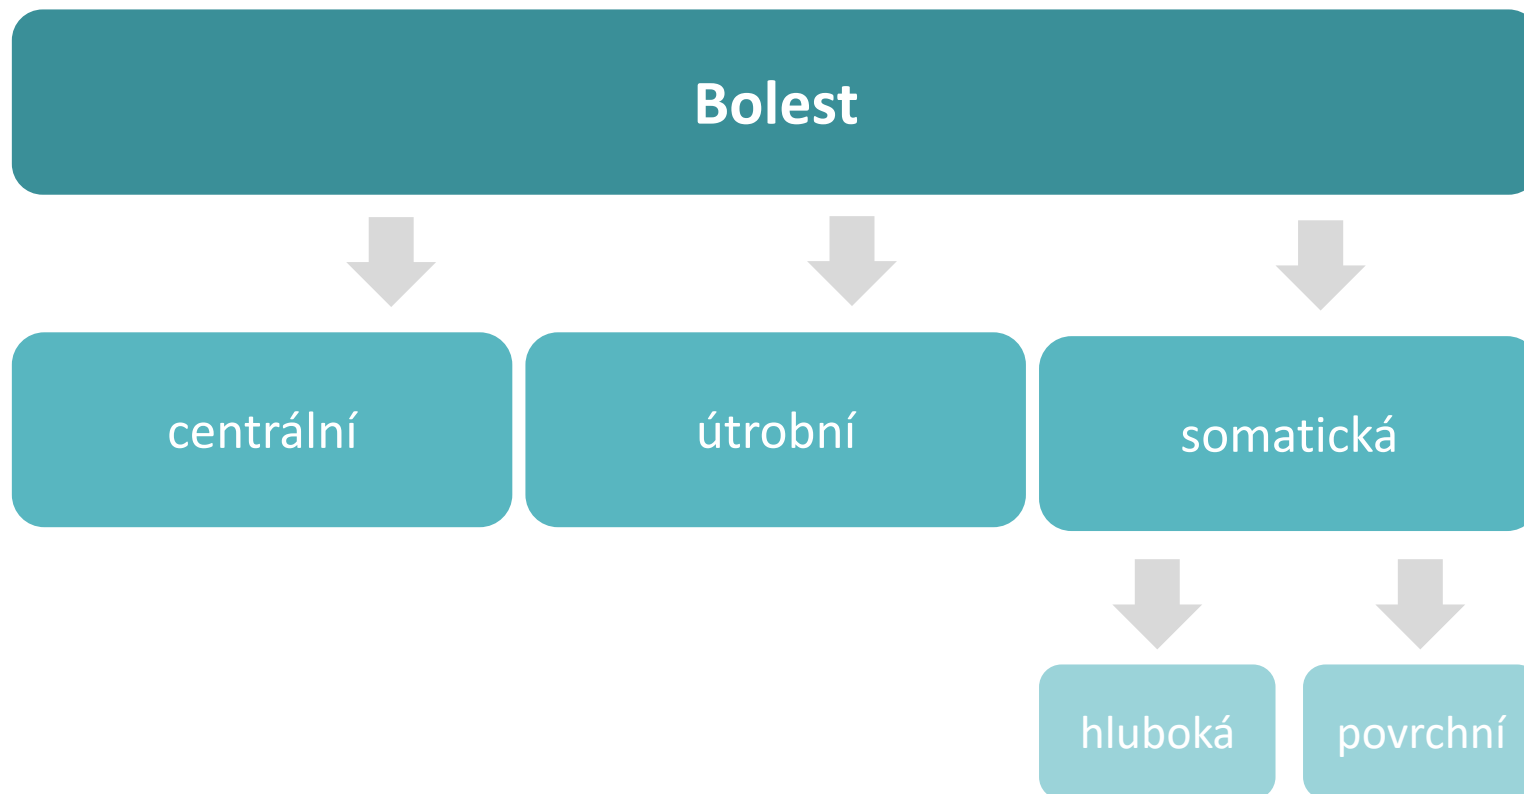 Bolest
centrální
útrobní
somatická
hluboká
povrchní